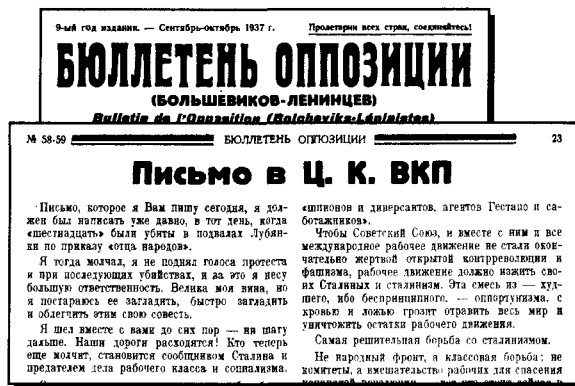 9-ый год издания. — Сентябрь-октябрь 1937 г.
Пролетарии всех стран, соединяйтесь!
БЮЛЛЕТЕНЬ ОППОЗИЦИИ
(БОЛЬШЕВИКОВ-ЛЕНИНЦЕВ)
Bulletin de l'Opposition (Bolcheviks-Léninistes)
№ 58-59
БЮЛЛЕТЕНЬ ОППОЗИЦИИ
23
Письмо в Ц. К. ВКП
Письмо, которое я Вам пишу сегодня, я дол-
жен был написать уже давно, в тот день, когда
«шестнадцать» были убиты в подвалах Лубян-
ки по приказу «отца народов».
Я тогда молчал, я не поднял голоса протеста
и при последующих убийствах, и за это я несу
большую ответственность. Велика моя вина, но
я постараюсь ее загладить, быстро загладить
и облегчить этим свою совесть.
Я шел вместе с вами до сих пор — ни шагу
дальше. Наши дороги расходятся! Кто теперь
еще молчит, становится сообщником Сталина и
предателем дела рабочего класса и социализма.
«шпионов и диверсантов, агентов Гестапо и са-
ботажников».
Чтобы Советский Союз, и вместе с ним и все
международное рабочее движение не стали окон-
чательно жертвой открытой контрреволюции и
фашизма, рабочее движение должно изжить сво-
их Сталиных и сталинизм. Эта смесь из — худ-
шего, ибо беспринципного. — оппортунизма, с
кровью и ложью грозит отравить весь мир и
уничтожить остатки рабочего движения.
Самая решительная борьба со сталинизмом.
Не народный фронт, а классовая борьба; не
комитеты, а вмешательство рабочих для спасения